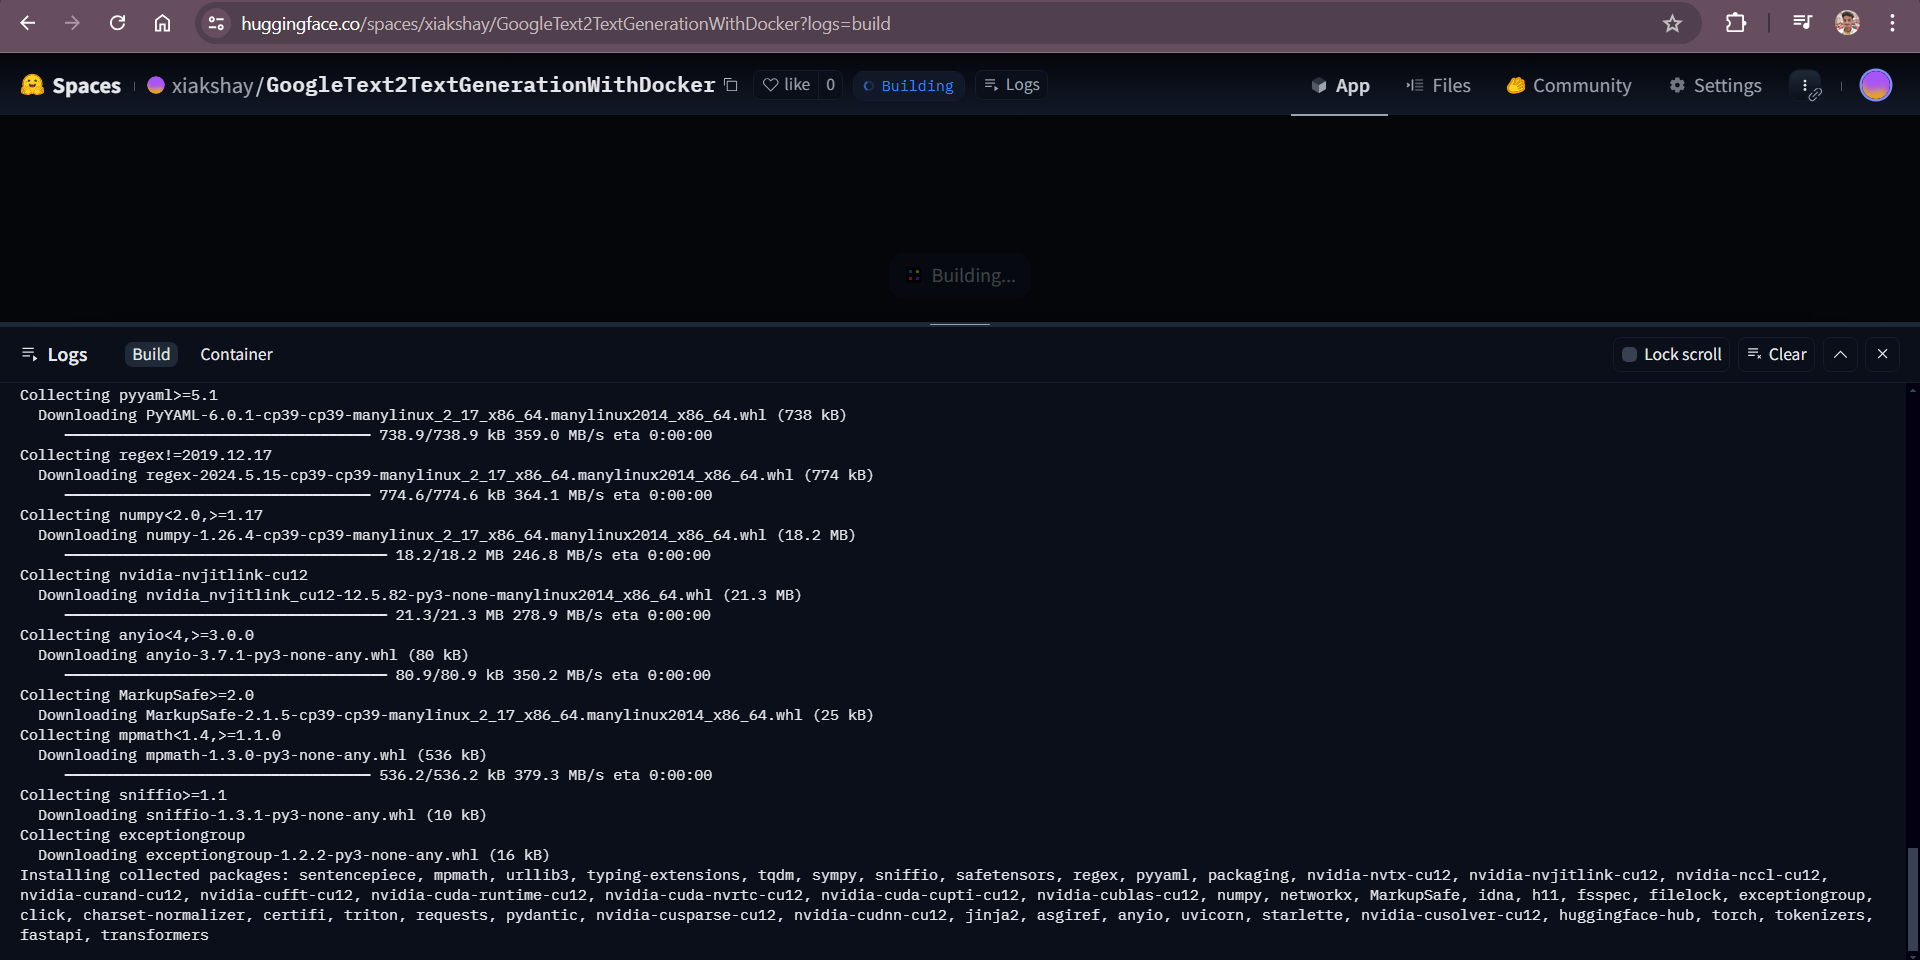 huggingface.co/spaces/xiakshay/GoogleText2TextGenerationWithDocker?logs=build
Spaces xiakshay/GoogleText2TextGenerationWithDocker like 0 Building Logs App Files Community Settings
Building...
Logs Build Container Lock scroll Clear
Collecting pyyaml>=5.1
Downloading PyYAML-6.0.1-cp39-cp39-manylinux_2_17_x86_64.manylinux2014_x86_64.whl (738 kB)
738.9/738.9 kB 359.0 MB/s eta 0:00:00
Collecting regex!=2019.12.17
Downloading regex-2024.5.15-cp39-cp39-manylinux_2_17_x86_64.manylinux2014_x86_64.whl (774 kB)
774.6/774.6 kB 364.1 MB/s eta 0:00:00
Collecting numpy<2.0,>=1.17
Downloading numpy-1.26.4-cp39-cp39-manylinux_2_17_x86_64.manylinux2014_x86_64.whl (18.2 MB)
18.2/18.2 MB 246.8 MB/s eta 0:00:00
Collecting nvidia-nvjitlink-cu12
Downloading nvidia_nvjitlink_cu12-12.5.82-py3-none-manylinux2014_x86_64.whl (21.3 MB)
21.3/21.3 MB 278.9 MB/s eta 0:00:00
Collecting anyio<4,>=3.0.0
Downloading anyio-3.7.1-py3-none-any.whl (80 kB)
80.9/80.9 kB 350.2 MB/s eta 0:00:00
Collecting MarkupSafe>=2.0
Downloading MarkupSafe-2.1.5-cp39-cp39-manylinux_2_17_x86_64.manylinux2014_x86_64.whl (25 kB)
Collecting mpmath<1.4,>=1.1.0
Downloading mpmath-1.3.0-py3-none-any.whl (536 kB)
536.2/536.2 kB 379.3 MB/s eta 0:00:00
Collecting sniffio>=1.1
Downloading sniffio-1.3.1-py3-none-any.whl (10 kB)
Collecting exceptiongroup
Downloading exceptiongroup-1.2.2-py3-none-any.whl (16 kB)
Installing collected packages: sentencepiece, mpmath, urllib3, typing-extensions, tqdm, sympy, sniffio, safetensors, regex, pyyaml, packaging, nvidia-nvtx-cu12, nvidia-nvjitlink-cu12, nvidia-nccl-cu12,
nvidia-curand-cu12, nvidia-cufft-cu12, nvidia-cuda-runtime-cu12, nvidia-cuda-nvrtc-cu12, nvidia-cuda-cupti-cu12, nvidia-cublas-cu12, numpy, networkx, MarkupSafe, idna, h11, fsspec, filelock, exceptiongroup,
click, charset-normalizer, certifi, triton, requests, pydantic, nvidia-cusparse-cu12, nvidia-cudnn-cu12, jinja2, asgiref, anyio, uvicorn, starlette, nvidia-cusolver-cu12, huggingface-hub, torch, tokenizers,
fastapi, transformers